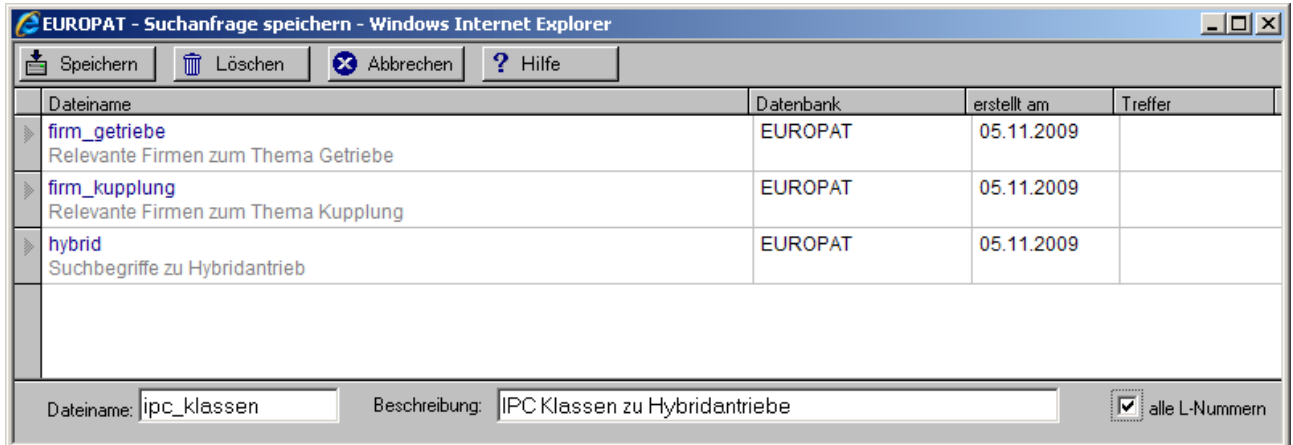 EUROPAT - Suchanfrage speichern - Windows Internet Explorer
Speichern Löschen Abbrechen ? Hilfe
Dateiname Datenbank erstellt am Treffer
firm_getriebe EUROPAT 05.11.2009
Relevante Firmen zum Thema Getriebe
firm_kupplung EUROPAT 05.11.2009
Relevante Firmen zum Thema Kupplung
hybrid EUROPAT 05.11.2009
Suchbegriffe zu Hybridantrieb
Dateiname: ipc_klassen Beschreibung: IPC Klassen zu Hybridantriebe alle L-Nummern